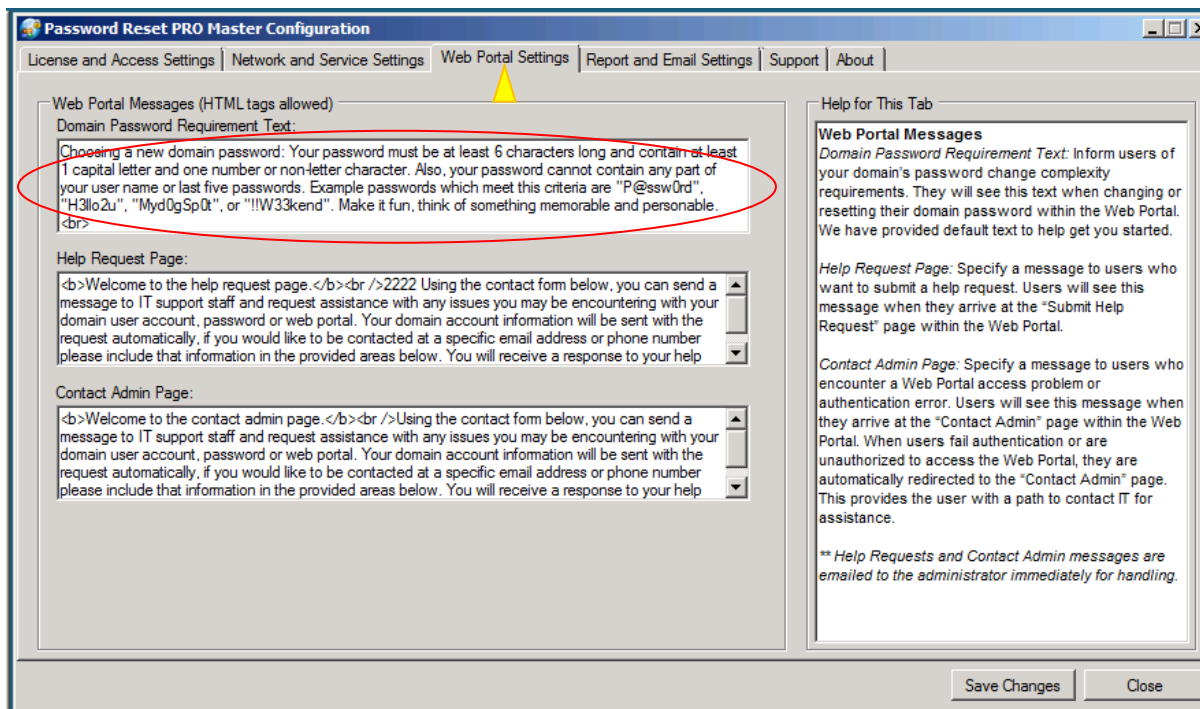 Password Reset PRO Master Configuration
License and Access Settings
Network and Service Settings
Web Portal Settings
Report and Email Settings
Support
About
Web Portal Messages (HTML tags allowed)
Domain Password Requirement Text:
Choosing a new domain password: Your password must be at least 6 characters long and contain at least
1 capital letter and one number or non-letter character. Also, your password cannot contain any part of
your user name or last five passwords. Example passwords which meet this criteria are "P@ssw0rd",
"H3llo2u", "Myd0gSp0t", or "!!W33kend". Make it fun, think of something memorable and personable.
<br>
Help Request Page:
<b>Welcome to the help request page.</b><br />2222 Using the contact form below, you can send a
message to IT support staff and request assistance with any issues you may be encountering with your
domain user account, password or web portal. Your domain account information will be sent with the
request automatically, if you would like to be contacted at a specific email address or phone number
please include that information in the provided areas below. You will receive a response to your help
Contact Admin Page:
<b>Welcome to the contact admin page.</b><br />Using the contact form below, you can send a
message to IT support staff and request assistance with any issues you may be encountering with your
domain user account, password or web portal. Your domain account information will be sent with the
request automatically, if you would like to be contacted at a specific email address or phone number
please include that information in the provided areas below. You will receive a response to your help
Help for This Tab
Web Portal Messages
Domain Password Requirement Text: Inform users of
your domain's password change complexity
requirements. They will see this text when changing or
resetting their domain password within the Web Portal.
We have provided default text to help get you started.
Help Request Page: Specify a message to users who
want to submit a help request. Users will see this
message when they arrive at the “Submit Help
Request” page within the Web Portal.
Contact Admin Page: Specify a message to users who
encounter a Web Portal access problem or
authentication error. Users will see this message when
they arrive at the “Contact Admin” page within the Web
Portal. When users fail authentication or are
unauthorized to access the Web Portal, they are
automatically redirected to the “Contact Admin” page.
This provides the user with a path to contact IT for
assistance.
** Help Requests and Contact Admin messages are
emailed to the administrator immediately for handling.
Save Changes
Close